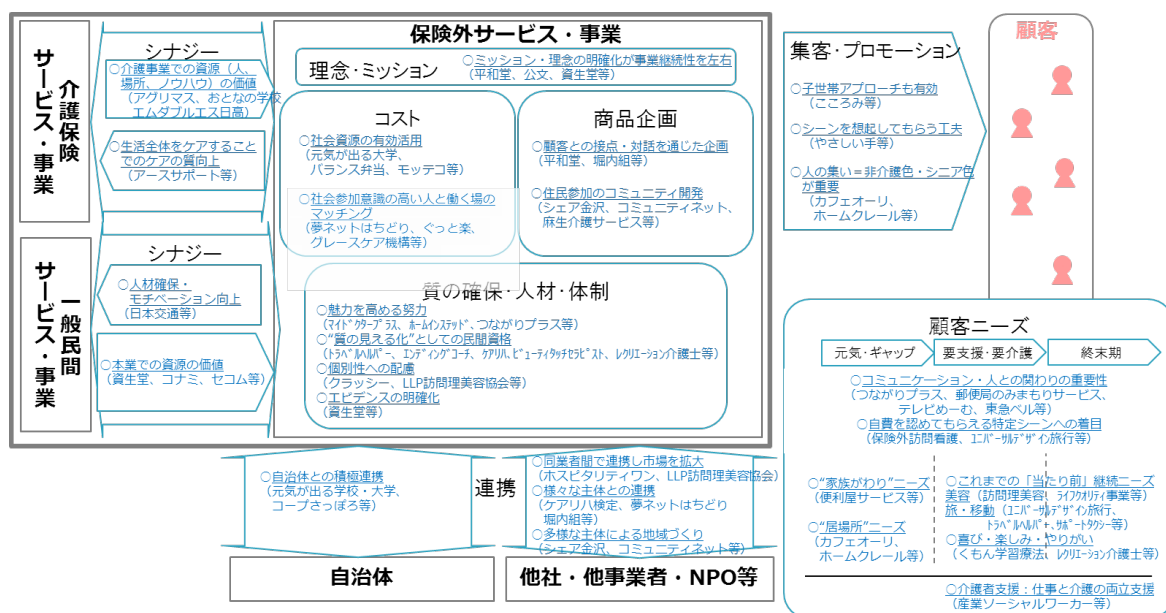 介護保険
サービス・事業
シナジー
○介護事業での資源（人、
場所、ノウハウ）の価値
（アグリマス、おとなの学校
エムダブルエス日高）
○生活全体をケアすること
でのケアの質向上
（アースサポート等）
一般民間
サービス・事業
シナジー
○人材確保・
モチベーション向上
（日本交通等）
○本業での資源の価値
（資生堂、コナミ、セコム等）
保険外サービス・事業
理念・ミッション
○ミッション・理念の明確化が事業継続性を左右
（平和堂、公文、資生堂等）
コスト
○社会資源の有効活用
（元気が出る大学、
バランス弁当、モッテコ等）
○社会参加意識の高い人と働く場の
マッチング
（夢ネットはちどり、ぐっと楽、
グレースケア機構等）
商品企画
○顧客との接点・対話を通じた企画
（平和堂、堀内組等）
○住民参加のコミュニティ開発
（シェア金沢、コミュニティネット、
麻生介護サービス等）
質の確保・人材・体制
○魅力を高める努力
（ﾏｲﾄﾞｸﾀｰﾌﾟﾗｽ、ﾎｰﾑｲﾝｽﾃｯﾄﾞ、つながりプラス等）
○“質の見える化”としての民間資格
（ﾄﾗﾍﾞﾙﾍﾙﾊﾟｰ、ｴﾝﾃﾞｨﾝｸﾞｺｰﾁ、ｹｱﾘﾊ、ﾋﾞｭｰﾃｨﾀｯﾁｾﾗﾋﾟｽﾄ、ﾚｸﾘｴｰｼｮﾝ介護士等）
○個別性への配慮
（クラッシー、LLP訪問理美容協会等）
○エビデンスの明確化
（資生堂等）
○自治体との積極連携
（元気が出る学校・大学、
コープさっぽろ等）
連携
○同業者間で連携し市場を拡大
（ホスピタリティワン、LLP訪問理美容協会）
○様々な主体との連携
（ケアリハ検定、夢ネットはちどり
堀内組等）
○多様な主体による地域づくり
（シェア金沢、コミュニティネット等）
自治体
他社・他事業者・NPO等
集客・プロモーション
○子世帯アプローチも有効
（こころみ等）
○シーンを想起してもらう工夫
（やさしい手等）
○人の集い＝非介護色・シニア色
が重要
（カフェオーリ、
ホームクレール等）
顧客
顧客ニーズ
元気・ギャップ
要支援・要介護
終末期
○コミュニケーション・人との関わりの重要性
（つながりプラス、郵便局のみまもりサービス、
テレビめーむ、東急ベル等）
○自費を認めてもらえる特定シーンへの着目
（保険外訪問看護、ﾕﾆﾊﾞｰｻﾙﾃﾞｻﾞｲﾝ旅行等）
○“家族がわり”ニーズ
（便利屋サービス等）
○“居場所”ニーズ
（カフェオーリ、
ホームクレール等）
○これまでの「当たり前」継続ニーズ
美容（訪問理美容、ﾗｲﾌｸｵﾘﾃｨ事業等）
旅・移動（ﾕﾆﾊﾞｰｻﾙﾃﾞｻﾞｲﾝ旅行、
ﾄﾗﾍﾞﾙﾍﾙﾊﾟｰ、ｻﾎﾟｰﾄﾀｸｼｰ等）
○喜び・楽しみ・やりがい
（くもん学習療法、ﾚｸﾘｴｰｼｮﾝ介護士等）
○介護者支援：仕事と介護の両立支援
（産業ソーシャルワーカー等）